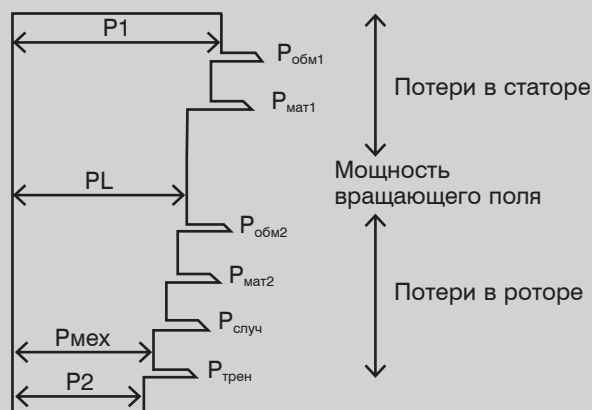 P1
Pобм1
Потери в статоре
Pмат1
Мощность
вращающего поля
PL
Pобм2
Pмат2
Потери в роторе
Pслуч
Pмех
Pтрен
P2